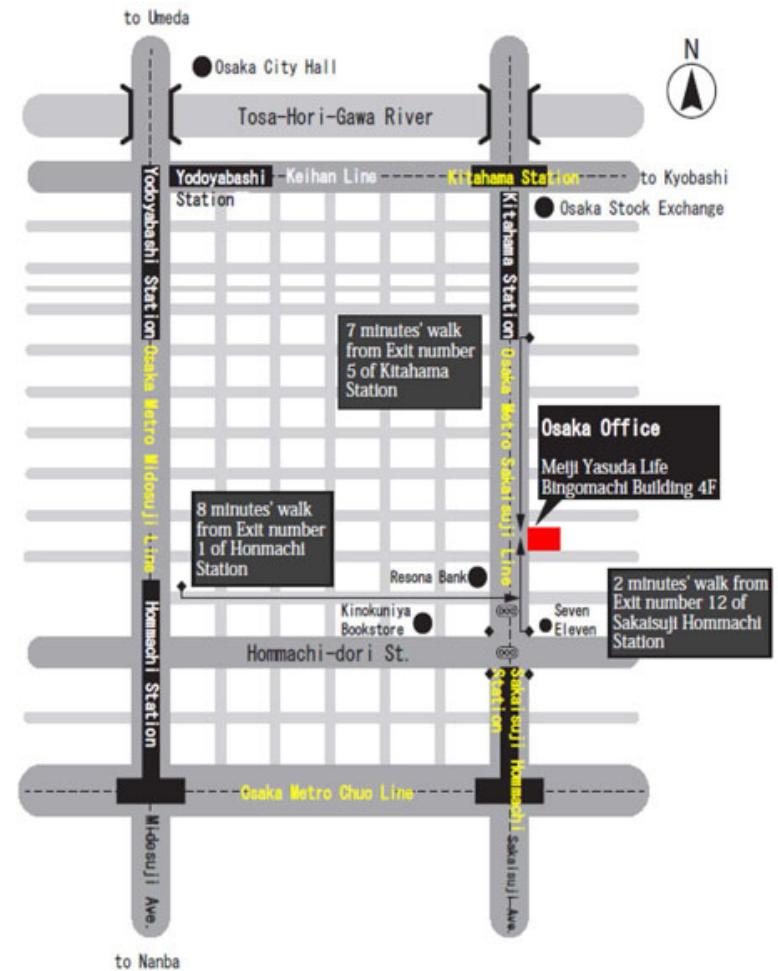 to Umeda
Osaka City Hall
N
Tosa-Hori-Gawa River
Yodoyabashi Station
Yodoyabashi
Station
Keihan Line
Kitahama Station
to Kyobashi
Osaka Stock Exchange
Kitahama Station
7 minutes' walk
from Exit number
5 of Kitahama
Station
Osaka Metro Midosuji Line
Osaka Metro Sakaisuji Line
Osaka Office
Meiji Yasuda Life
Bingomachi Building 4F
8 minutes' walk
from Exit number
1 of Honmachi
Station
Resona Bank
Kinokuniya
Bookstore
Seven
Eleven
2 minutes' walk from
Exit number 12 of
Sakaisuji Hommachi
Station
Hommachi-dori St.
Hommachi Station
Sakaisuji Hommachi
Station
Osaka Metro Chuo Line
Midosuji Ave.
Sakaisuji Ave.
to Nanba